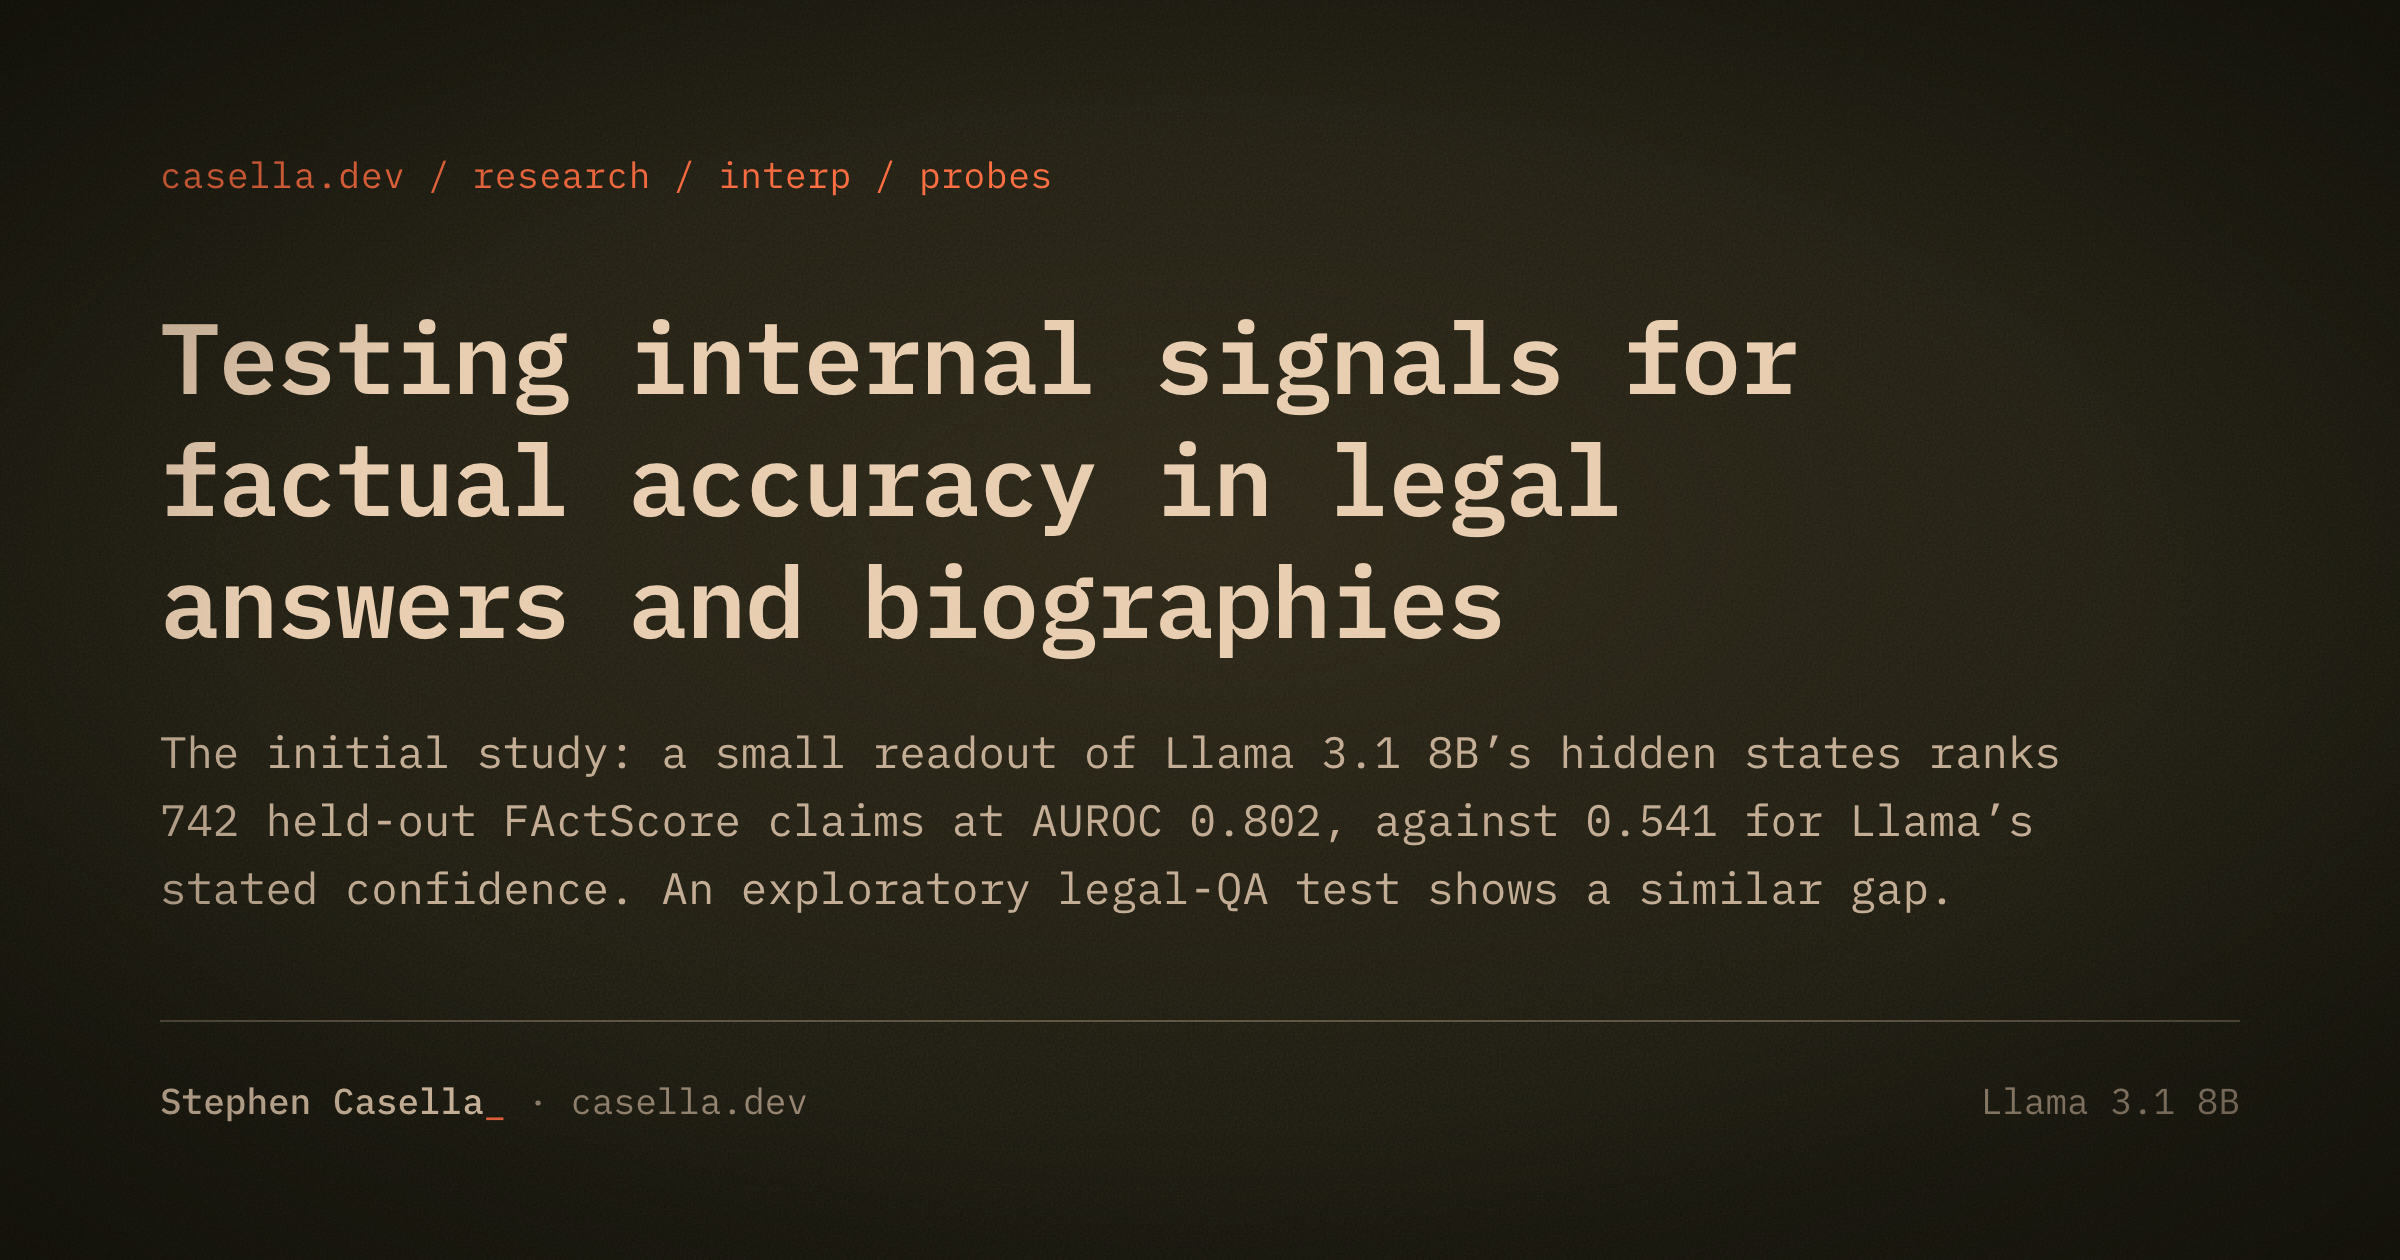 casella.dev / research / interp / probes
Testing internal signals for
factual accuracy in legal
answers and biographies
The initial study: a small readout of Llama 3.1 8B’s hidden states ranks
742 held-out FActScore claims at AUROC 0.802, against 0.541 for Llama’s
stated confidence. An exploratory legal-QA test shows a similar gap.
Stephen Casella_ · casella.dev
Llama 3.1 8B